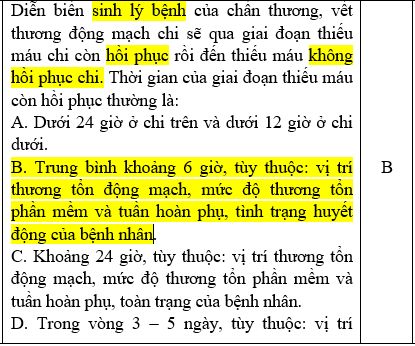 Diễn biến sinh lý bệnh của chấn thương, vết
thương động mạch chi sẽ qua giai đoạn thiếu
máu chi còn hồi phục rồi đến thiếu máu không
hồi phục chi. Thời gian của giai đoạn thiếu máu
còn hồi phục thường là:
A. Dưới 24 giờ ở chi trên và dưới 12 giờ ở chi
dưới.
B. Trung bình khoảng 6 giờ, tùy thuộc: vị trí
thương tổn động mạch, mức độ thương tổn
phần mềm và tuần hoàn phụ, tình trạng huyết
động của bệnh nhân.
B
C. Khoảng 24 giờ, tùy thuộc: vị trí thương tổn
động mạch, mức độ thương tổn phần mềm và
tuần hoàn phụ, toàn trạng của bệnh nhân.
D. Trong vòng 3 – 5 ngày, tùy thuộc: vị trí